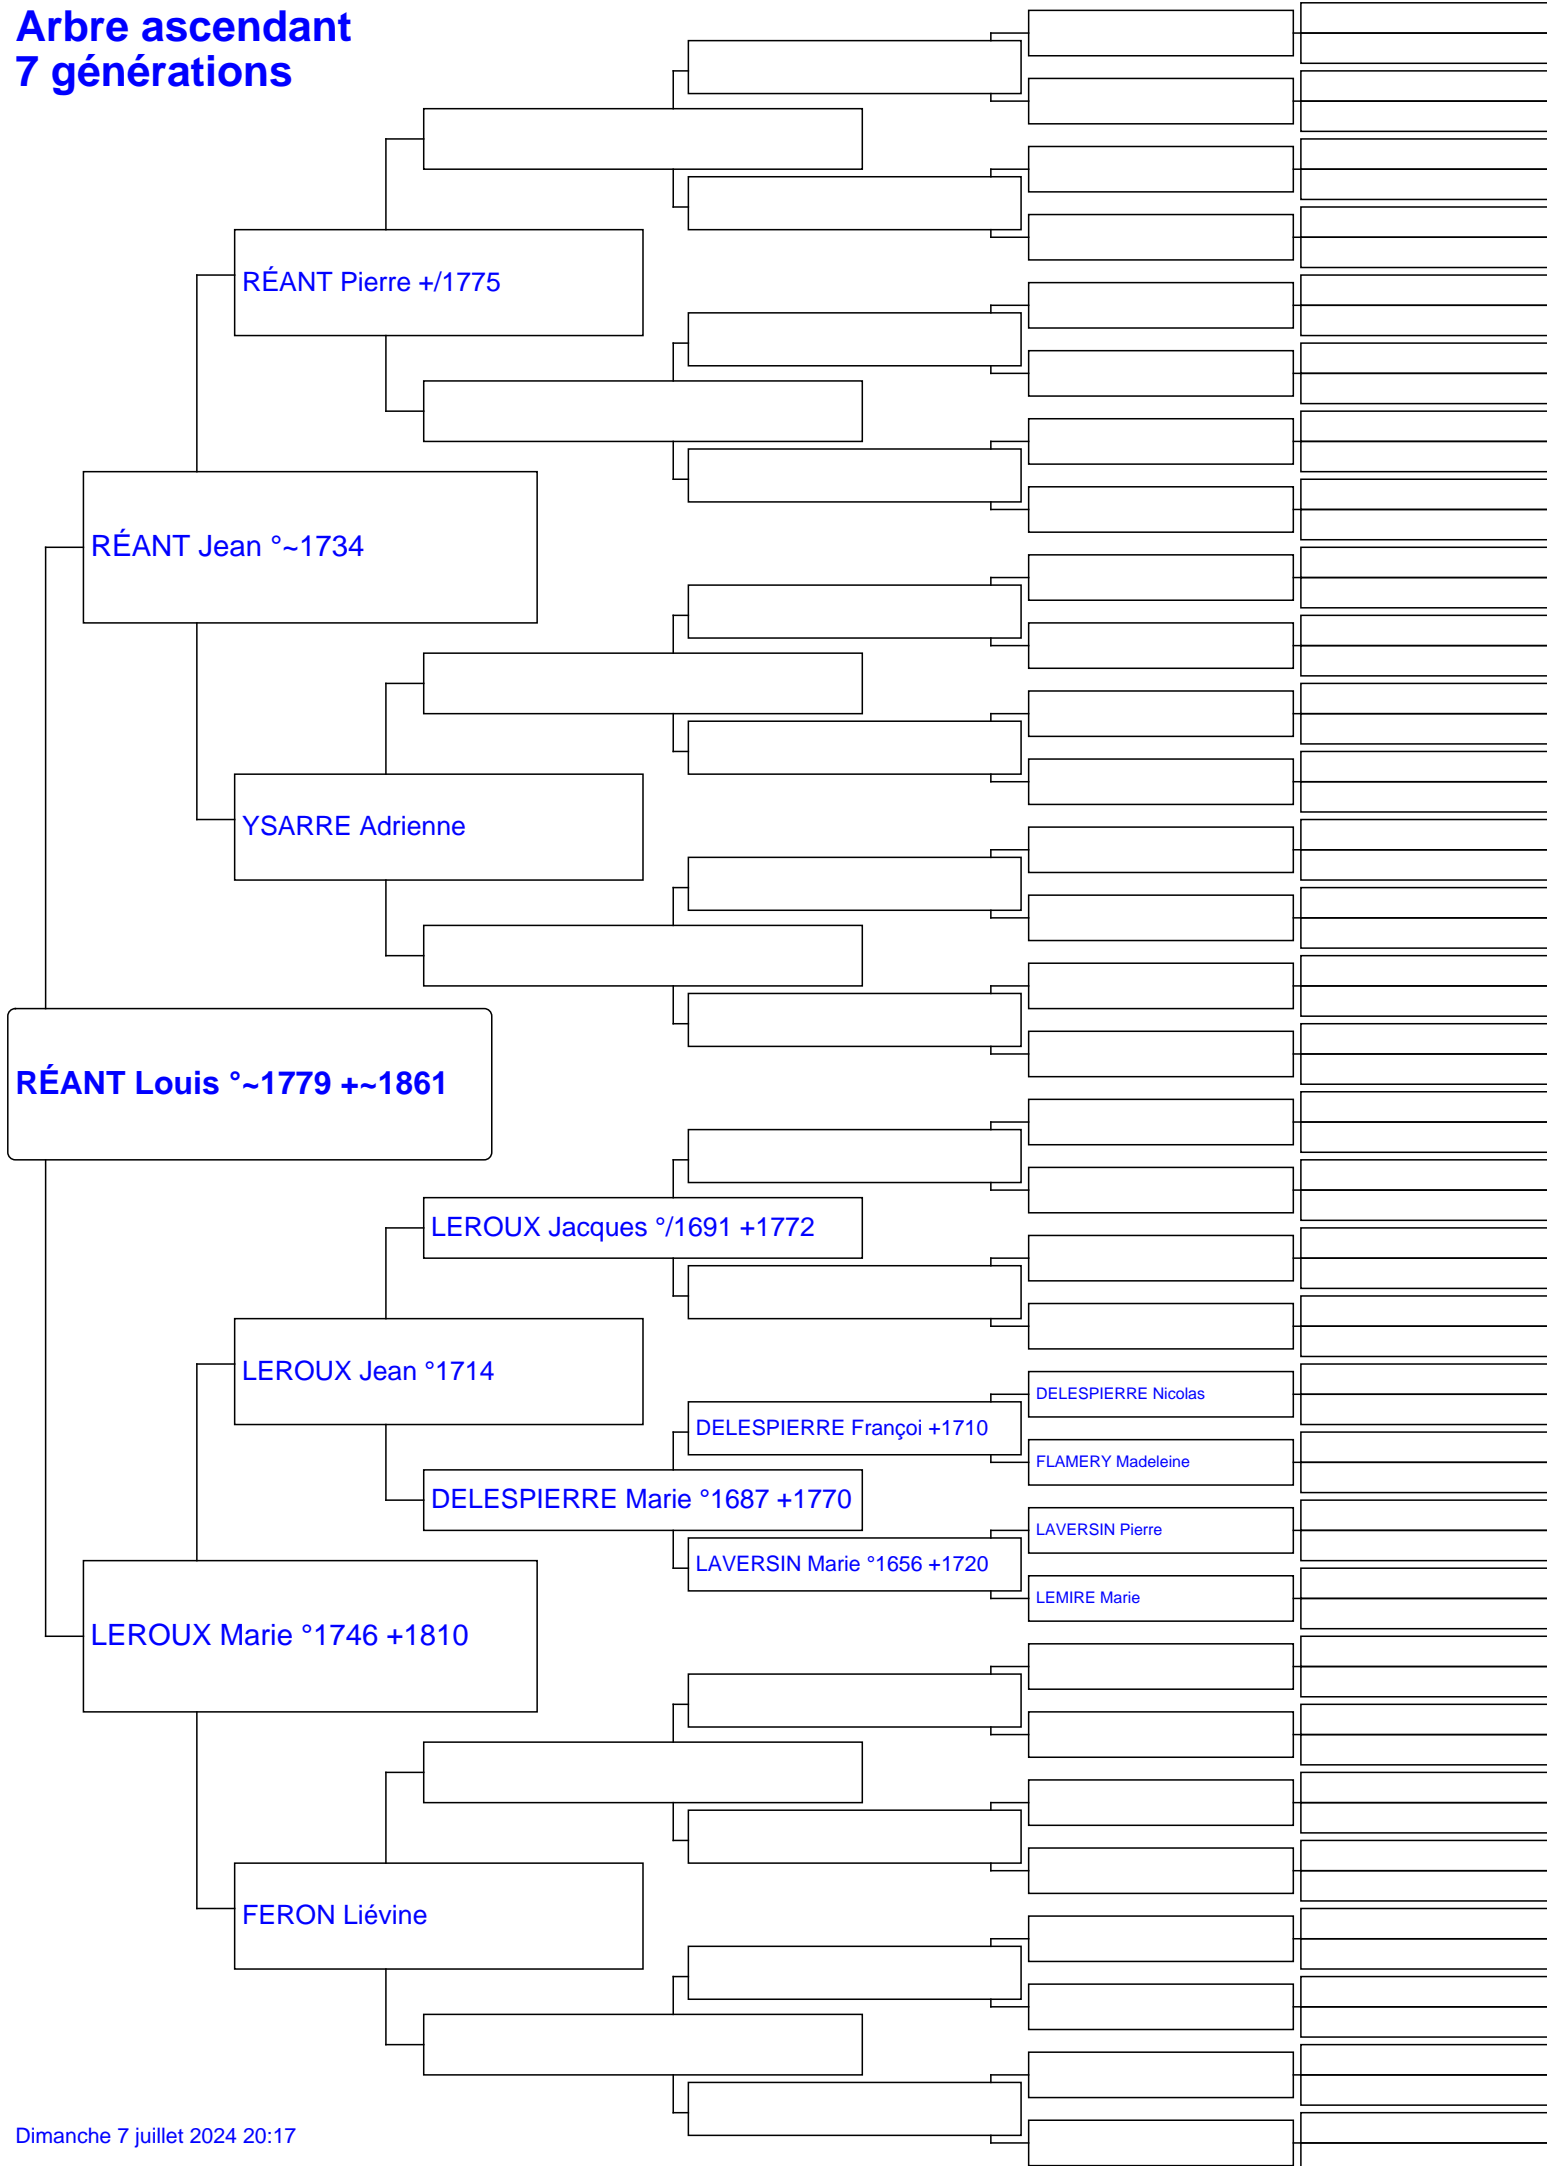 Arbre ascendant
7 générations
RÉANT Pierre +/1775
RÉANT Jean °~1734
YSARRE Adrienne
RÉANT Louis °~1779 +~1861
LEROUX Jacques °/1691 +1772
LEROUX Jean °1714
DELESPIERRE Nicolas
DELESPIERRE Françoi +1710
FLAMERY Madeleine
DELESPIERRE Marie °1687 +1770
LAVERSIN Pierre
LAVERSIN Marie °1656 +1720
LEMIRE Marie
LEROUX Marie °1746 +1810
FERON Liévine
Dimanche 7 juillet 2024 20:17